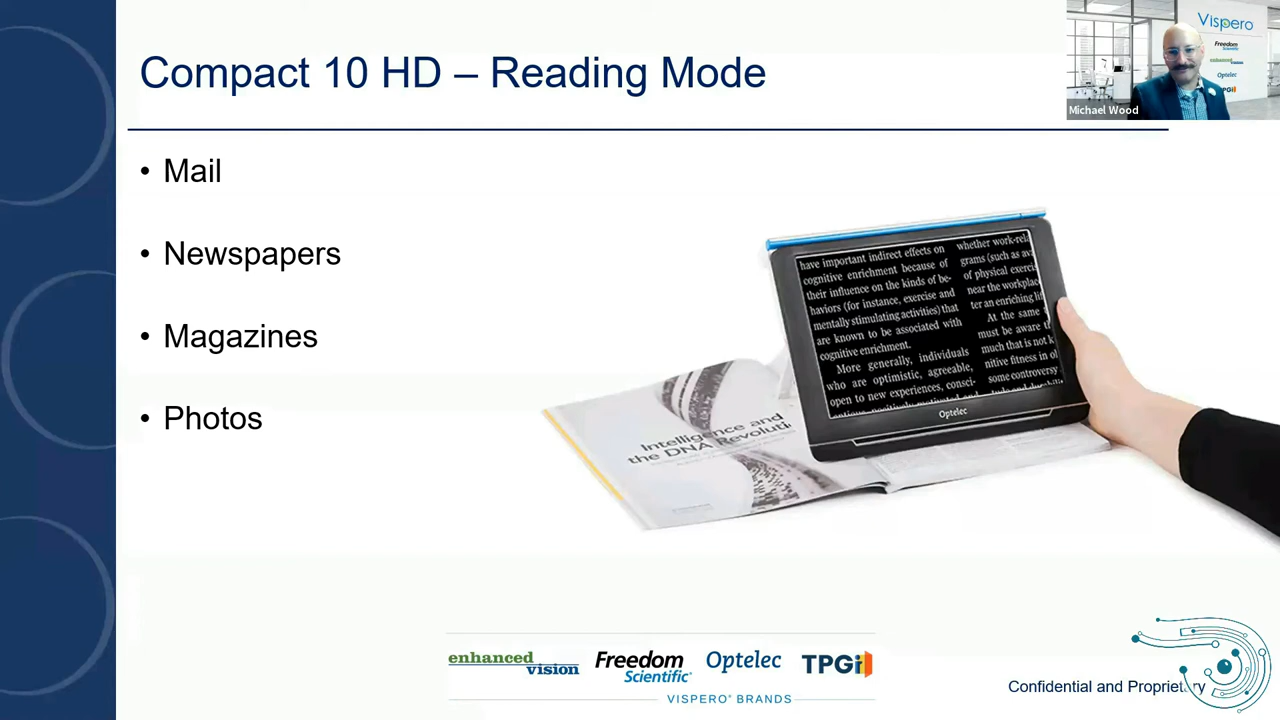 Compact 10 HD – Reading Mode
Vispero
Freedom
Scientific
enhanced
vision
Optelec
Michael Wood
• Mail
• Newspapers
• Magazines
• Photos
have important indirect effects on
cognitive enrichment because of
their influence on the kinds of be-
haviors (for instance, exercise and
mentally stimulating activities) that
are known to be associated with
cognitive enrichment.
More generally, individuals
who are optimistic, agreeable,
open to new experiences, consci-
whether work-rel
grams (such as
of physical exerci
near the workplac
ter an enriching
At the same
must be aware
much that is not
nitive fitness in
some controversy
Optelec
Intelligence and
the DNA Revoluti
enhanced
vision
Freedom
Scientific
Optelec
TPGi
VISPERO® BRANDS
Confidential and Proprietary